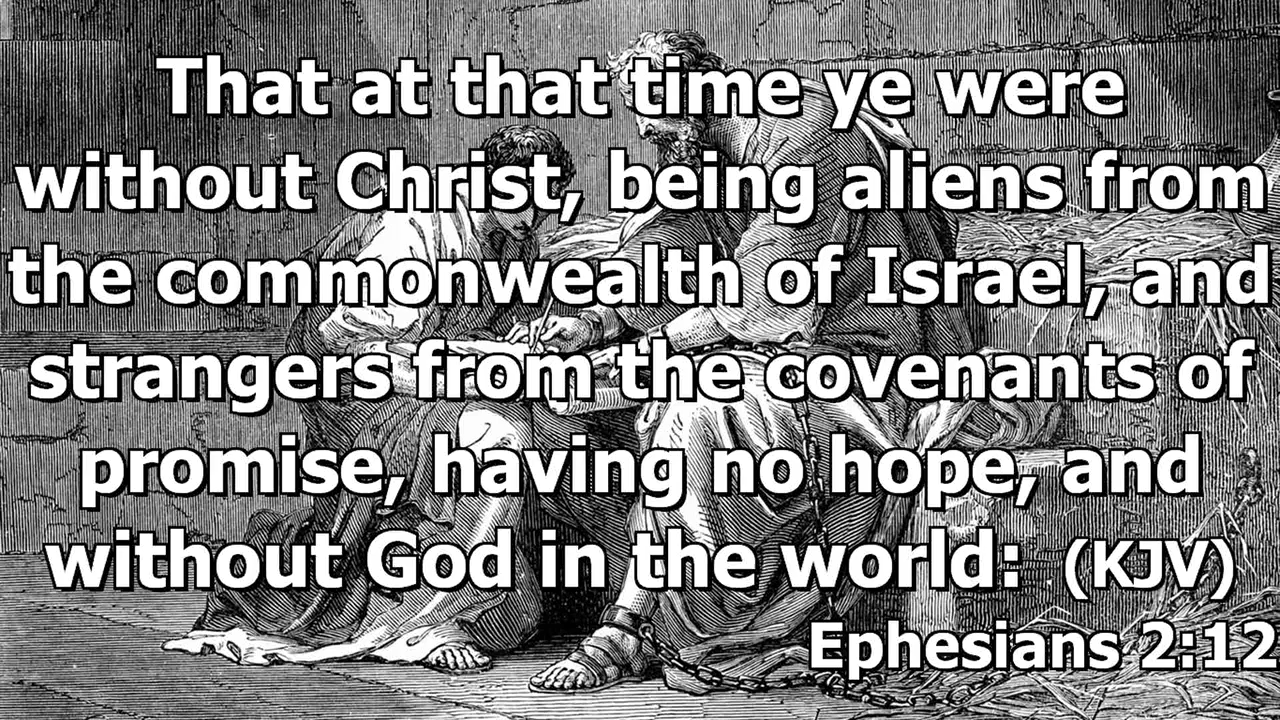 That at that time ye were
without Christ, being aliens from
the commonwealth of Israel, and
strangers from the covenants of
promise, having no hope, and
without God in the world:  (KJV)
Ephesians 2:12